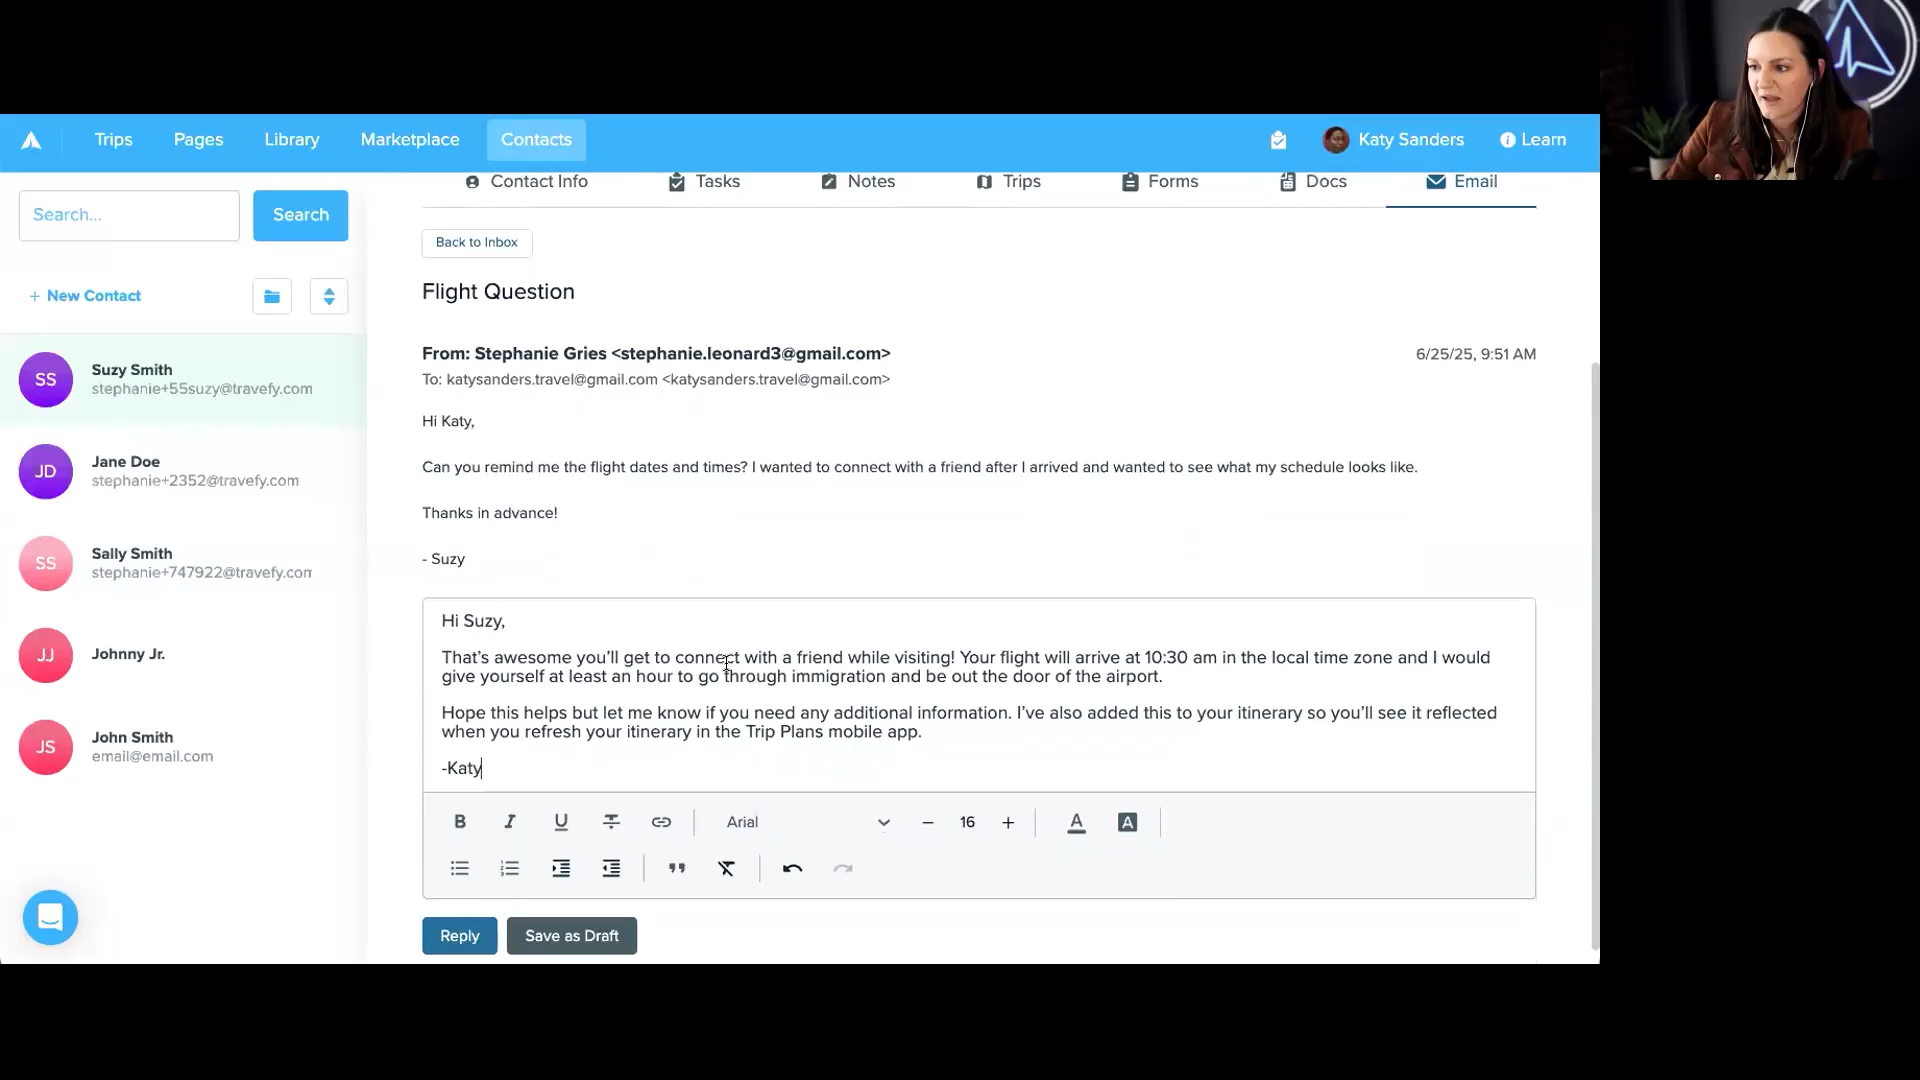 Trips
Pages
Library
Marketplace
Contacts
Katy Sanders
Learn
Search...
Search
+ New Contact
SS
Suzy Smith
stephanie+55suzy@travefy.com
JD
Jane Doe
stephanie+2352@travefy.com
SS
Sally Smith
stephanie+747922@travefy.com
JJ
Johnny Jr.
JS
John Smith
email@email.com
Contact Info
Tasks
Notes
Trips
Forms
Docs
Email
Back to Inbox
Flight Question
From: Stephanie Gries <stephanie.leonard3@gmail.com>
6/25/25, 9:51 AM
To: katysanders.travel@gmail.com <katysanders.travel@gmail.com>
Hi Katy,
Can you remind me the flight dates and times? I wanted to connect with a friend after I arrived and wanted to see what my schedule looks like.
Thanks in advance!
- Suzy
Hi Suzy,
That's awesome you'll get to connect with a friend while visiting! Your flight will arrive at 10:30 am in the local time zone and I would
give yourself at least an hour to go through immigration and be out the door of the airport.
Hope this helps but let me know if you need any additional information. I've also added this to your itinerary so you'll see it reflected
when you refresh your itinerary in the Trip Plans mobile app.
-Katy
B I U
Arial
16
A
A
Reply
Save as Draft